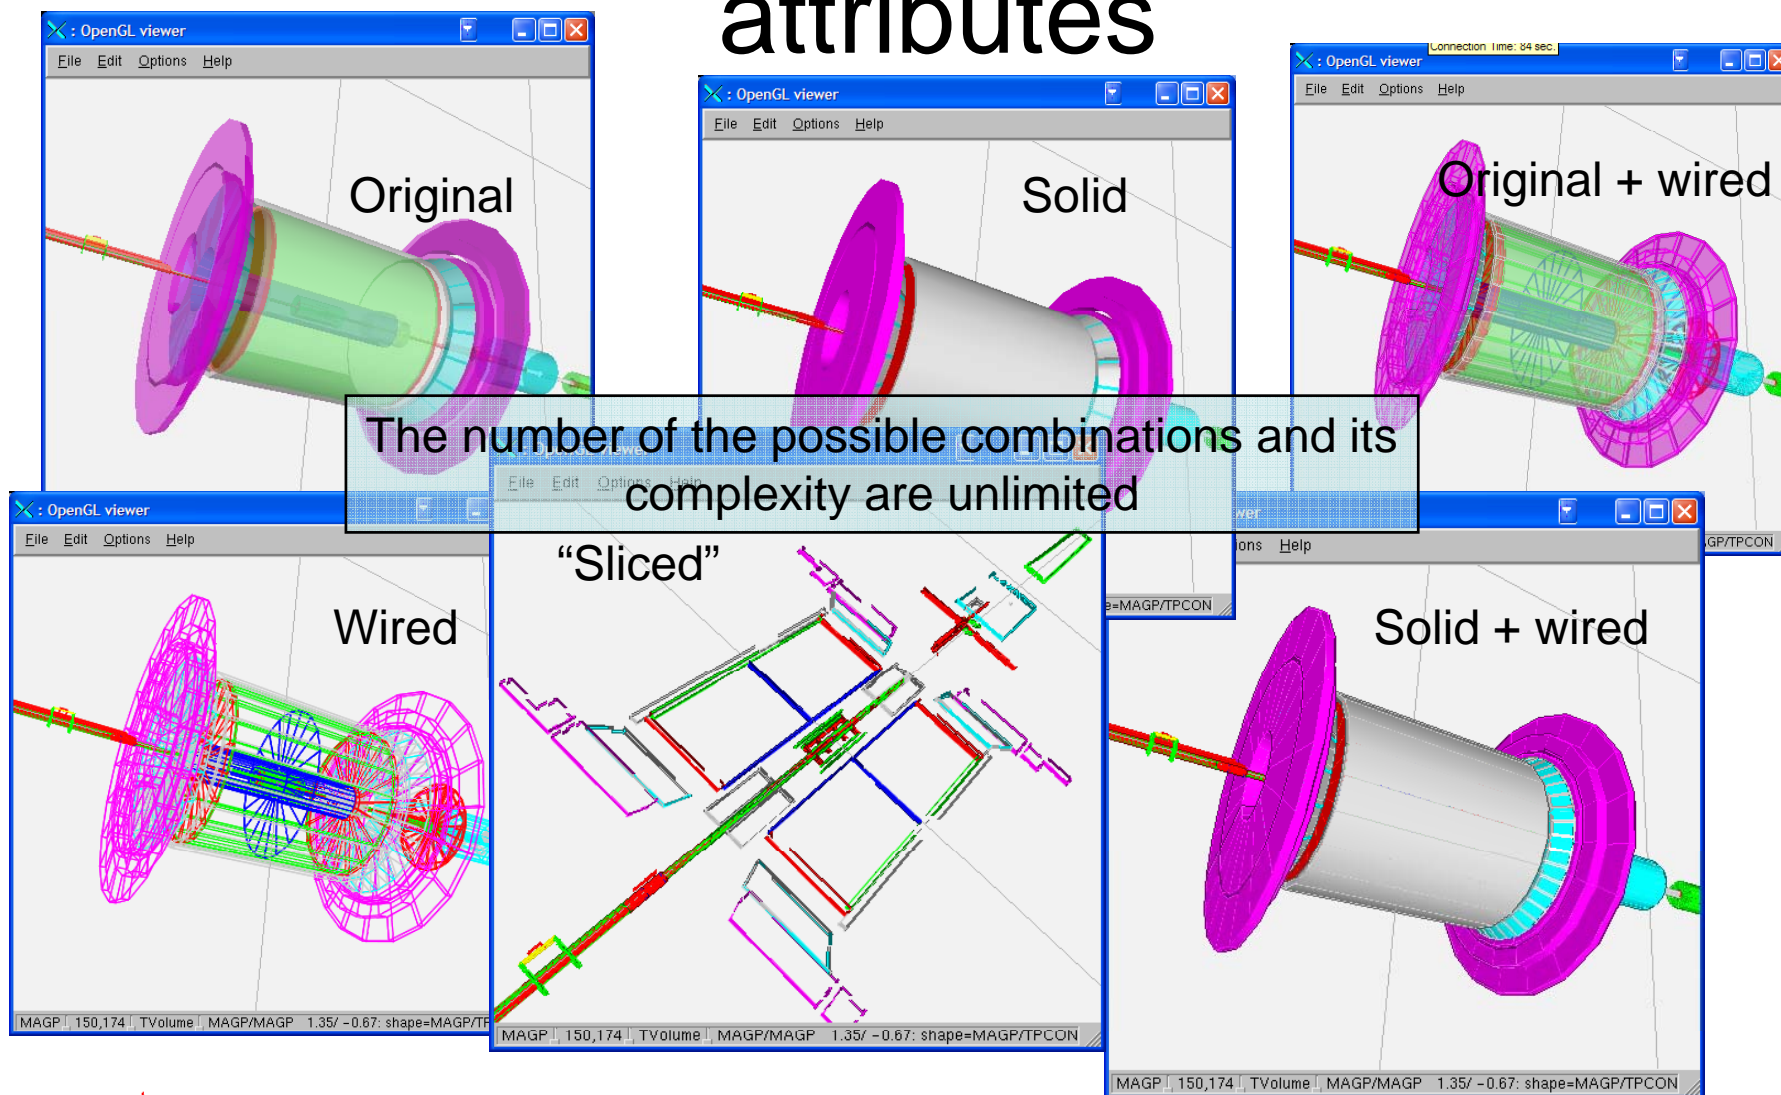 attributes
: OpenGL viewer
File Edit Options Help
Original
: OpenGL viewer
File Edit Options Help
Solid
Connection Time: 84 sec.
: OpenGL viewer
File Edit Options Help
Original + wired
The number of the possible combinations and its
complexity are unlimited
: OpenGL viewer
File Edit Options Help
Wired
MAGP 150,174 TVolume MAGP/MAGP 1.35/ -0.67: shape=MAGP/TP
: OpenGL viewer
File Edit Options Help
“Sliced”
MAGP 150,174 TVolume MAGP/MAGP 1.35/ -0.67: shape=MAGP/TPCON
e=MAGP/TPCON
GP/TPCON
wer
ions Help
Solid + wired
MAGP 150,174 TVolume MAGP/MAGP 1.35/ -0.67: shape=MAGP/TPCON